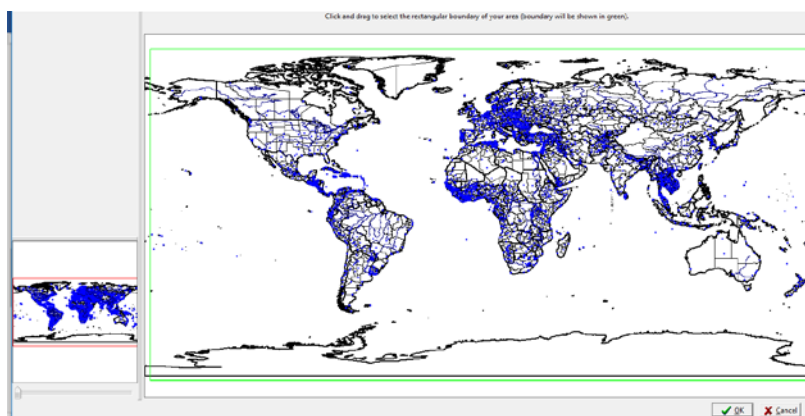 Click and drag to select the rectangular boundary of your area (boundary will be shown in green).
OK
Cancel